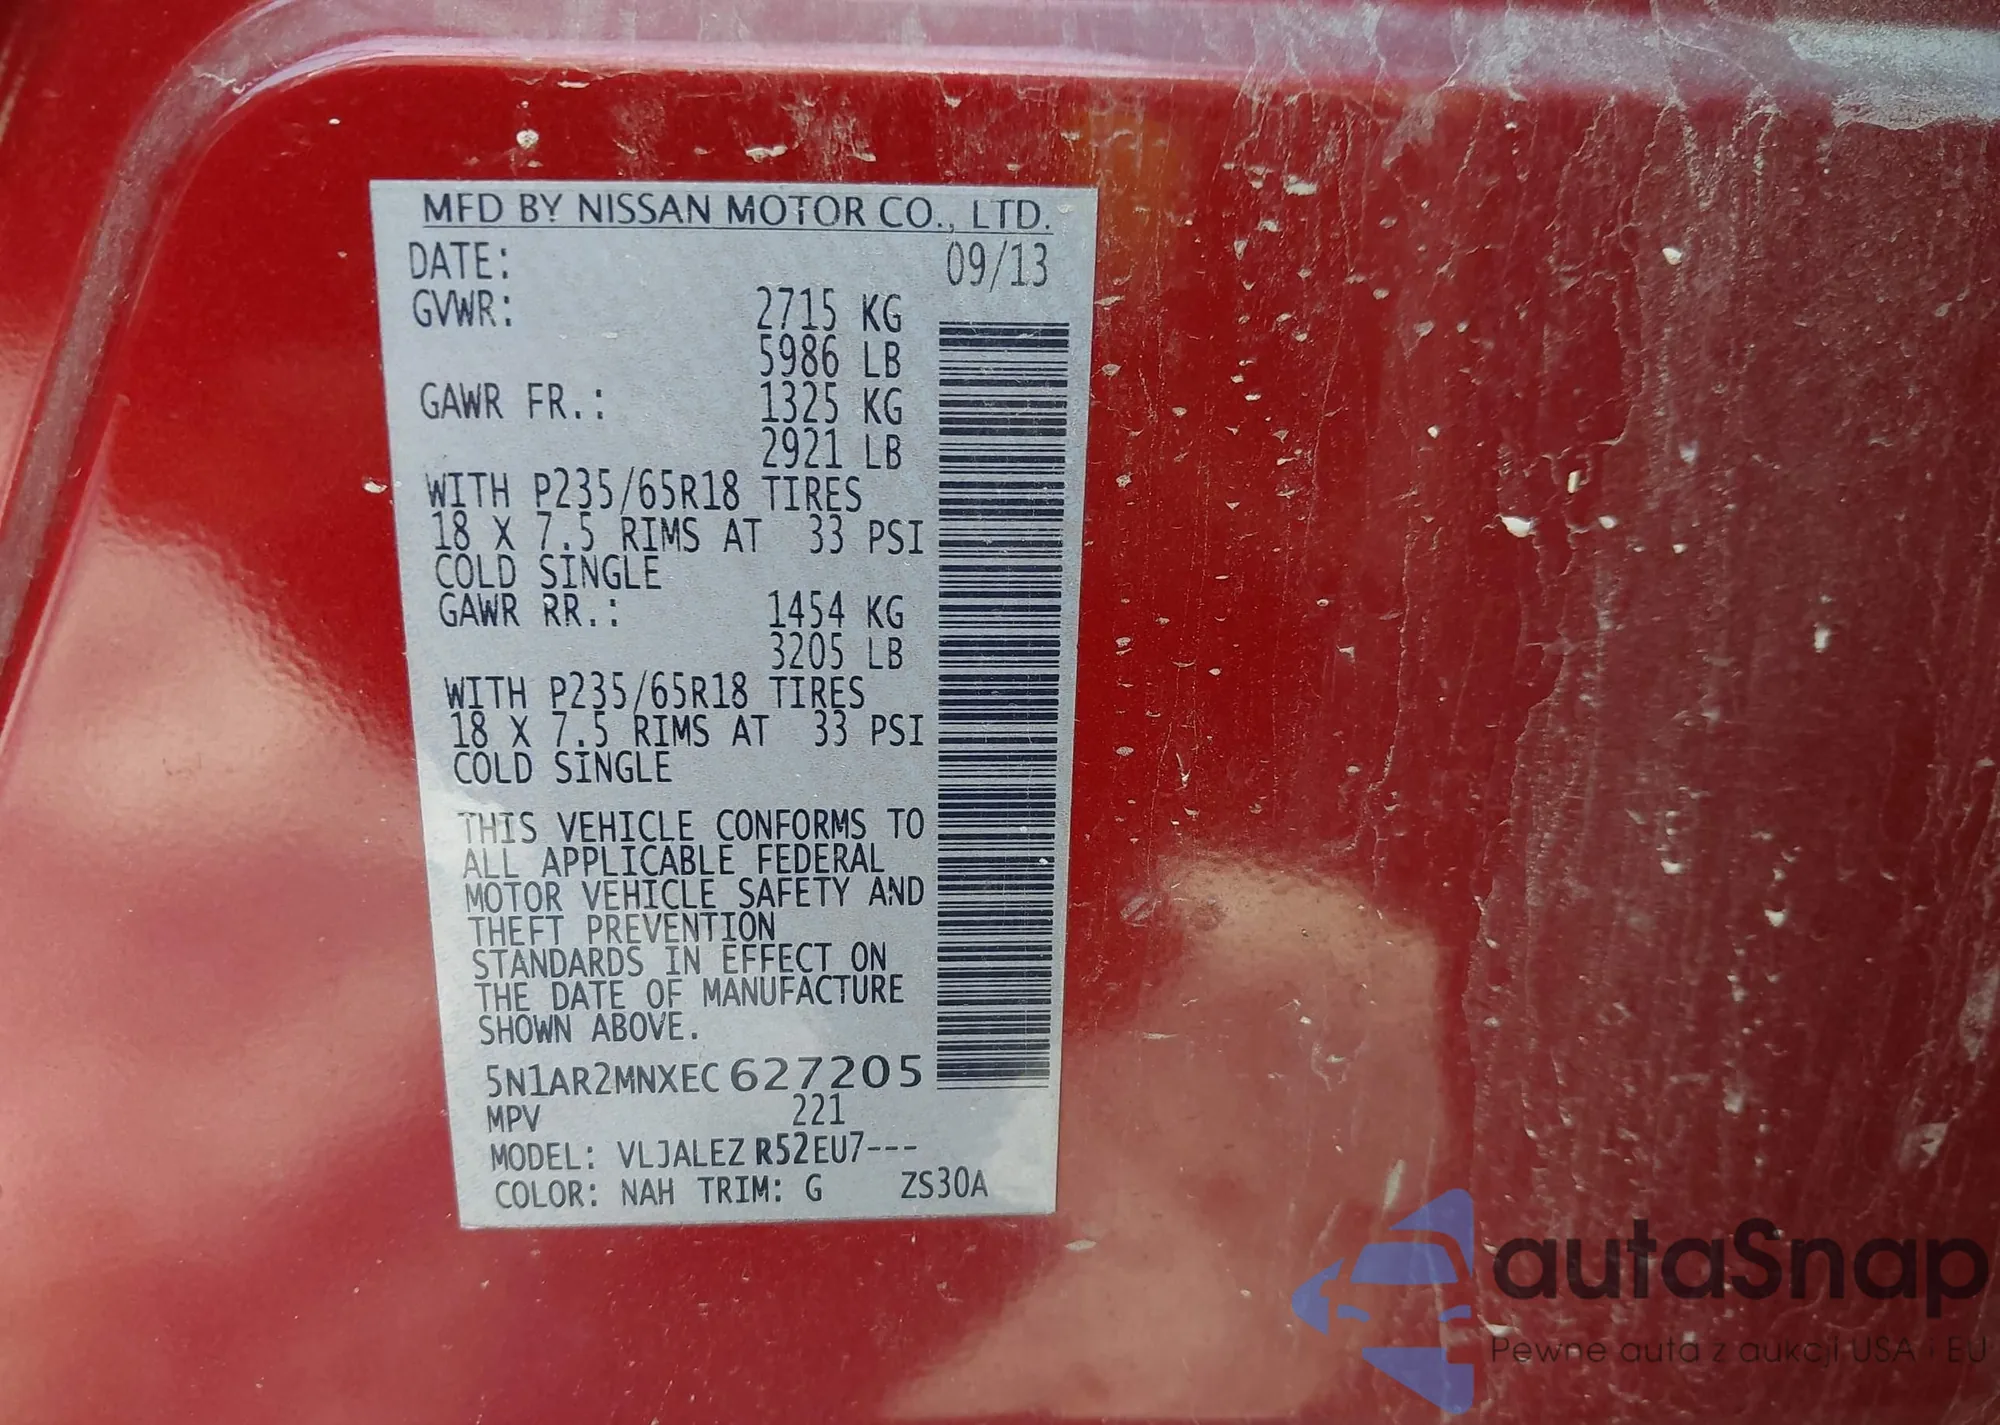 MFD BY NISSAN MOTOR CO., LTD.
DATE: 09/13
GVWR: 2715 KG
5986 LB
GAWR FR.: 1325 KG
2921 LB
WITH P235/65R18 TIRES
18 X 7.5 RIMS AT 33 PSI
COLD SINGLE
GAWR RR.: 1454 KG
3205 LB
WITH P235/65R18 TIRES
18 X 7.5 RIMS AT 33 PSI
COLD SINGLE
THIS VEHICLE CONFORMS TO
ALL APPLICABLE FEDERAL
MOTOR VEHICLE SAFETY AND
THEFT PREVENTION
STANDARDS IN EFFECT ON
THE DATE OF MANUFACTURE
SHOWN ABOVE.
5N1AR2MNXEC627205
MPV 221
MODEL: VLJALEZ R52EU7---
COLOR: NAH TRIM: G ZS30A
autaSnap
Pewne auta z aukcji USA i EU